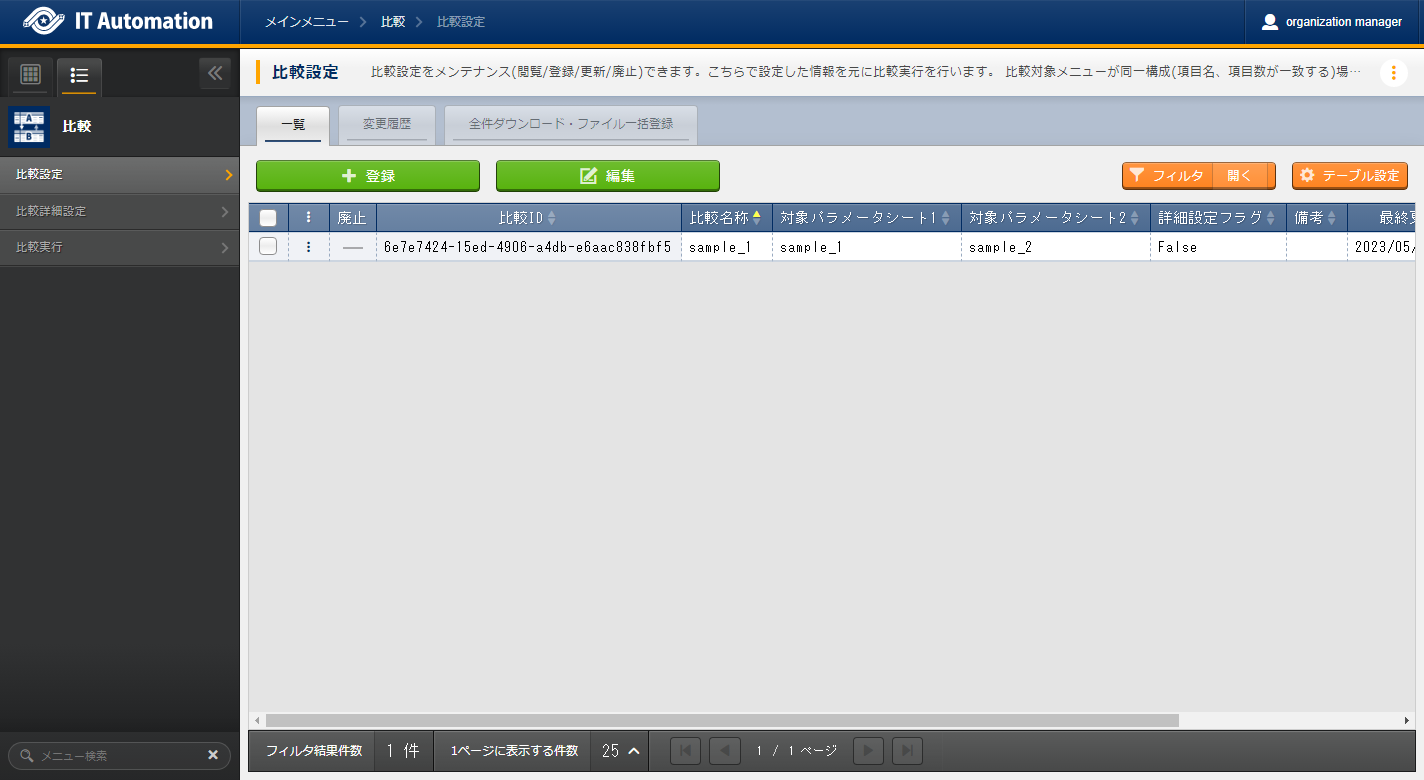 IT Automation
メインメニュー 比較 比較設定
organization manager
比較設定
比較設定をメンテナンス(閲覧/登録/更新/廃止)できます。こちらで設定した情報を元に比較実行を行います。 比較対象メニューが同一構成(項目名、項目数が一致する)場…
A
B
比較
一覧 変更履歴 全件ダウンロード・ファイル一括登録
比較設定
比較詳細設定
比較実行
登録 編集 フィルタ 開く テーブル設定
廃止 比較ID 比較名称 対象パラメータシート1 対象パラメータシート2 詳細設定フラグ 備考 最終更
6e7e7424-15ed-4906-a4db-e6aac838fbf5 sample_1 sample_1 sample_2 False 2023/05/
メニュー検索
フィルタ結果件数 1 件 1ページに表示する件数 25 1 / 1 ページ